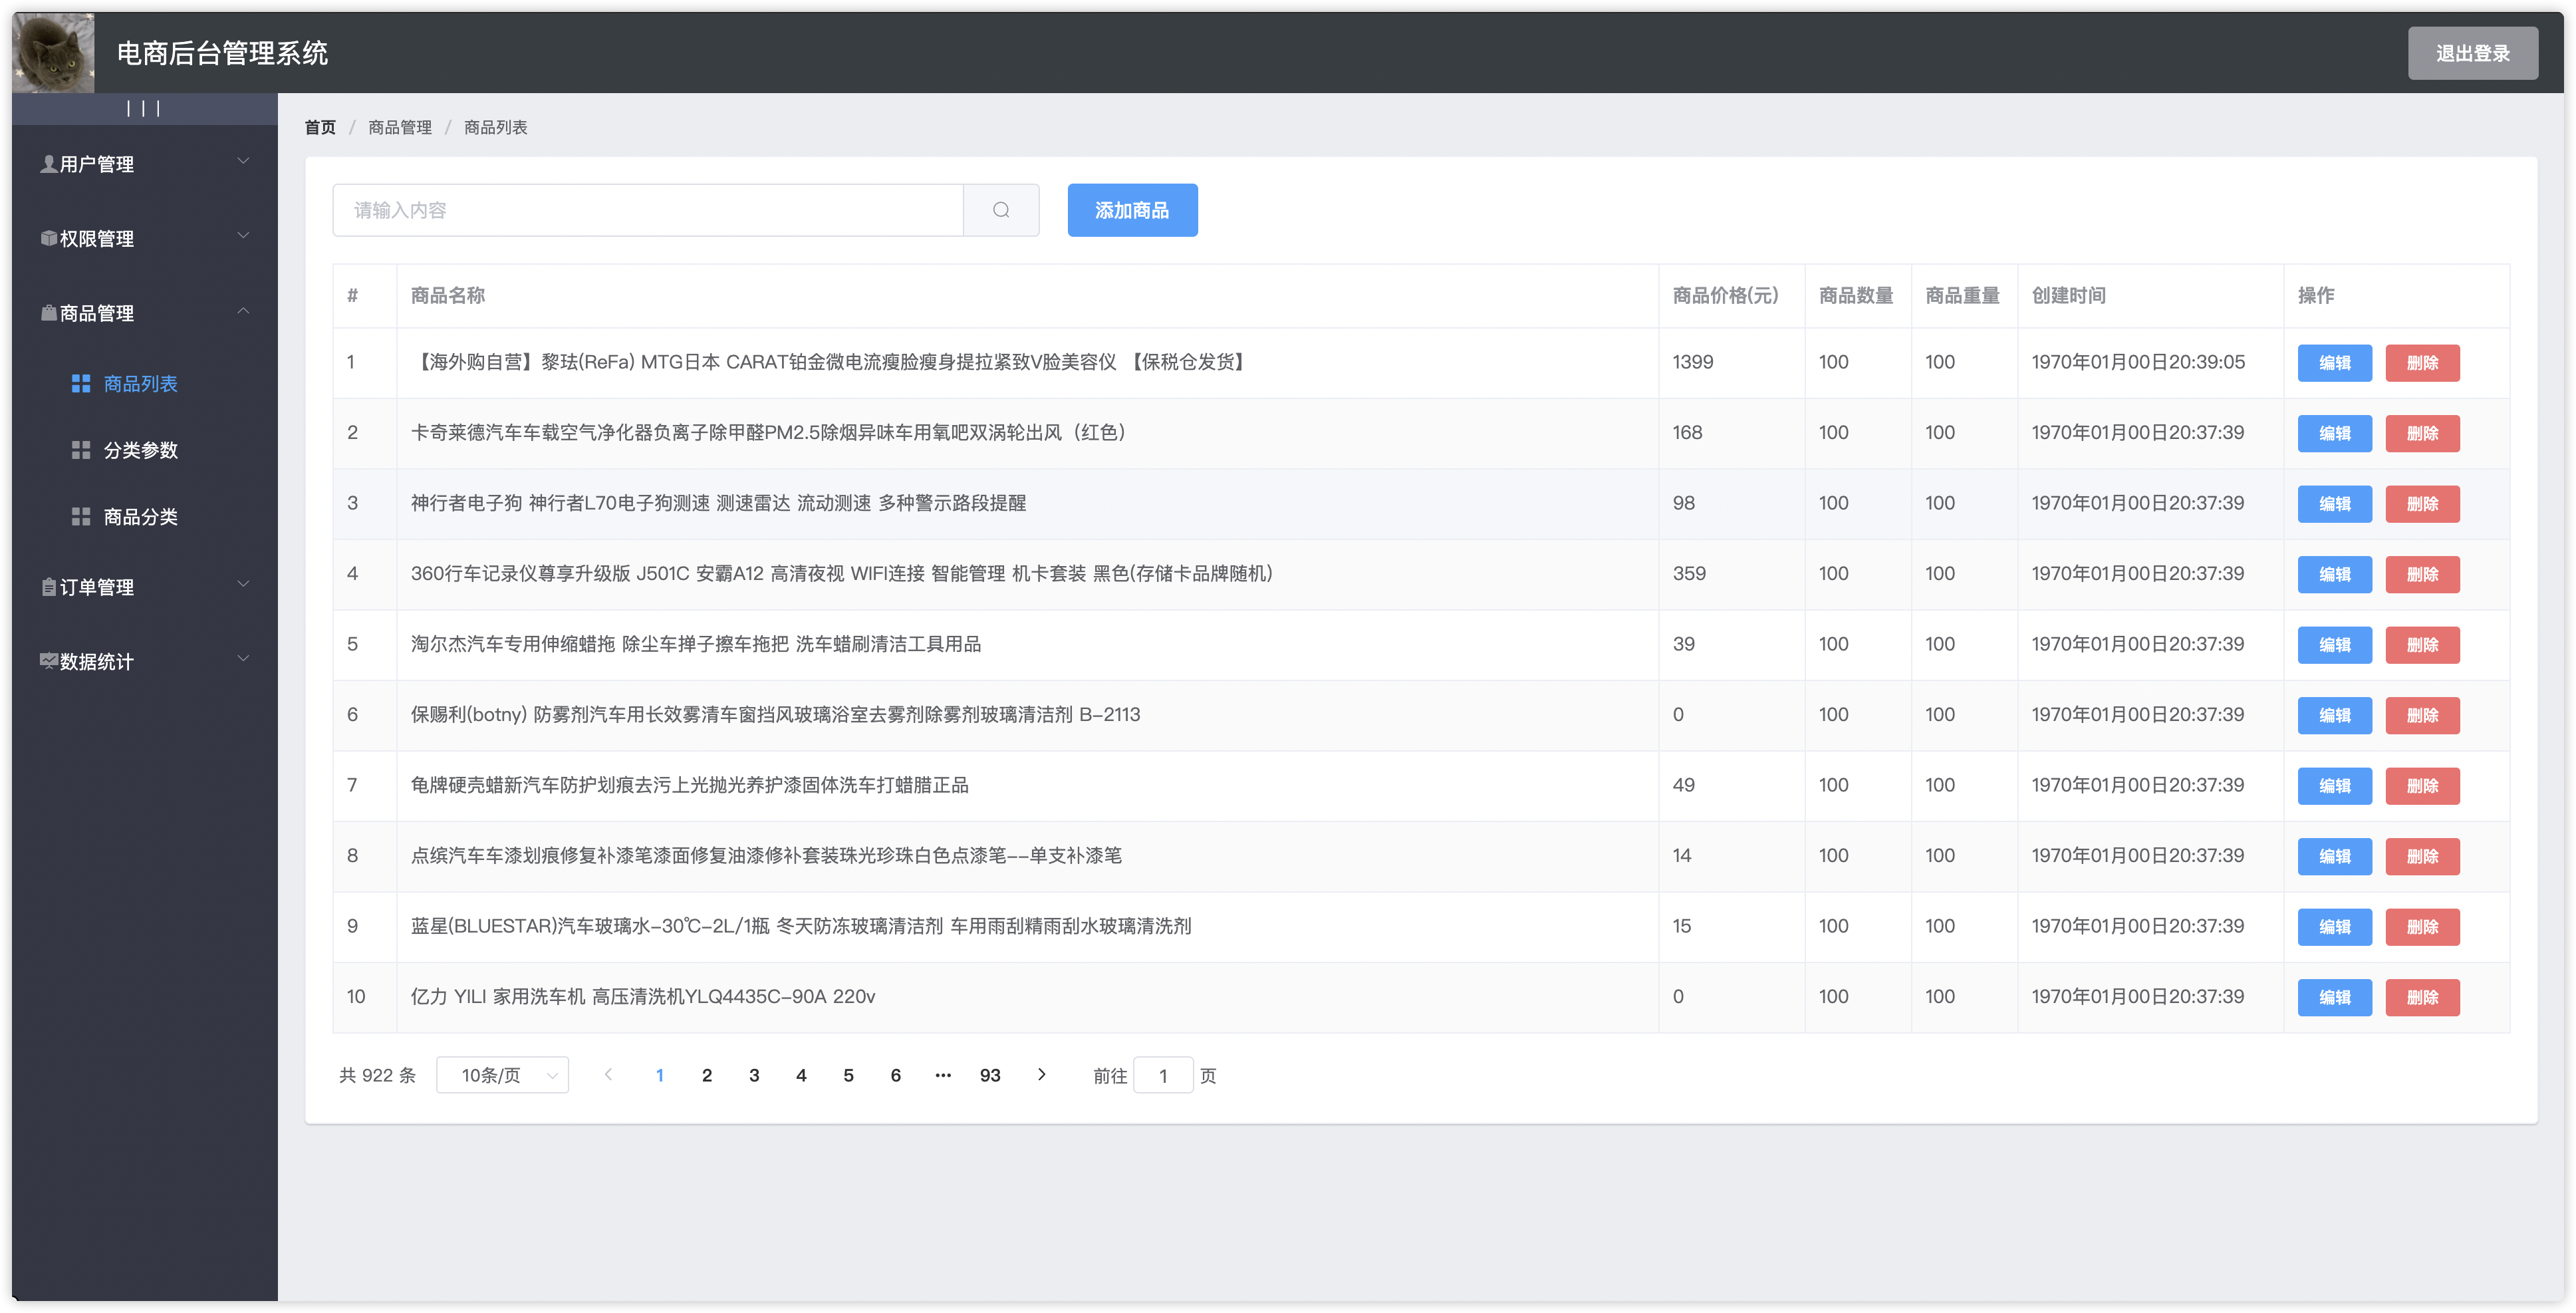 电商后台管理系统
退出登录
|||
首页 / 商品管理 / 商品列表
用户管理
权限管理
商品管理
商品列表
分类参数
商品分类
订单管理
数据统计
请输入内容
添加商品
# 商品名称 商品价格(元) 商品数量 商品重量 创建时间 操作
1 【海外购自营】黎珐(ReFa) MTG日本 CARAT铂金微电流瘦脸瘦身提拉紧致V脸美容仪 【保税仓发货】 1399 100 100 1970年01月00日20:39:05 编辑 删除
2 卡奇莱德汽车车载空气净化器负离子除甲醛PM2.5除烟异味车用氧吧双涡轮出风（红色） 168 100 100 1970年01月00日20:37:39 编辑 删除
3 神行者电子狗 神行者L70电子狗测速 测速雷达 流动测速 多种警示路段提醒 98 100 100 1970年01月00日20:37:39 编辑 删除
4 360行车记录仪尊享升级版 J501C 安霸A12 高清夜视 WIFI连接 智能管理 机卡套装 黑色(存储卡品牌随机) 359 100 100 1970年01月00日20:37:39 编辑 删除
5 淘尔杰汽车专用伸缩蜡拖 除尘车掸子擦车拖把 洗车蜡刷清洁工具用品 39 100 100 1970年01月00日20:37:39 编辑 删除
6 保赐利(botny) 防雾剂汽车用长效雾清车窗挡风玻璃浴室去雾剂除雾剂玻璃清洁剂 B-2113 0 100 100 1970年01月00日20:37:39 编辑 删除
7 龟牌硬壳蜡新汽车防护划痕去污上光抛光养护漆固体洗车打蜡腊正品 49 100 100 1970年01月00日20:37:39 编辑 删除
8 点缤汽车车漆划痕修复补漆笔漆面修复油漆修补套装珠光珍珠白色点漆笔--单支补漆笔 14 100 100 1970年01月00日20:37:39 编辑 删除
9 蓝星(BLUESTAR)汽车玻璃水-30℃-2L/1瓶 冬天防冻玻璃清洁剂 车用雨刮精雨刮水玻璃清洗剂 15 100 100 1970年01月00日20:37:39 编辑 删除
10 亿力 YILI 家用洗车机 高压清洗机YLQ4435C-90A 220v 0 100 100 1970年01月00日20:37:39 编辑 删除
共 922 条 10条/页 1 2 3 4 5 6 ··· 93 前往 1 页